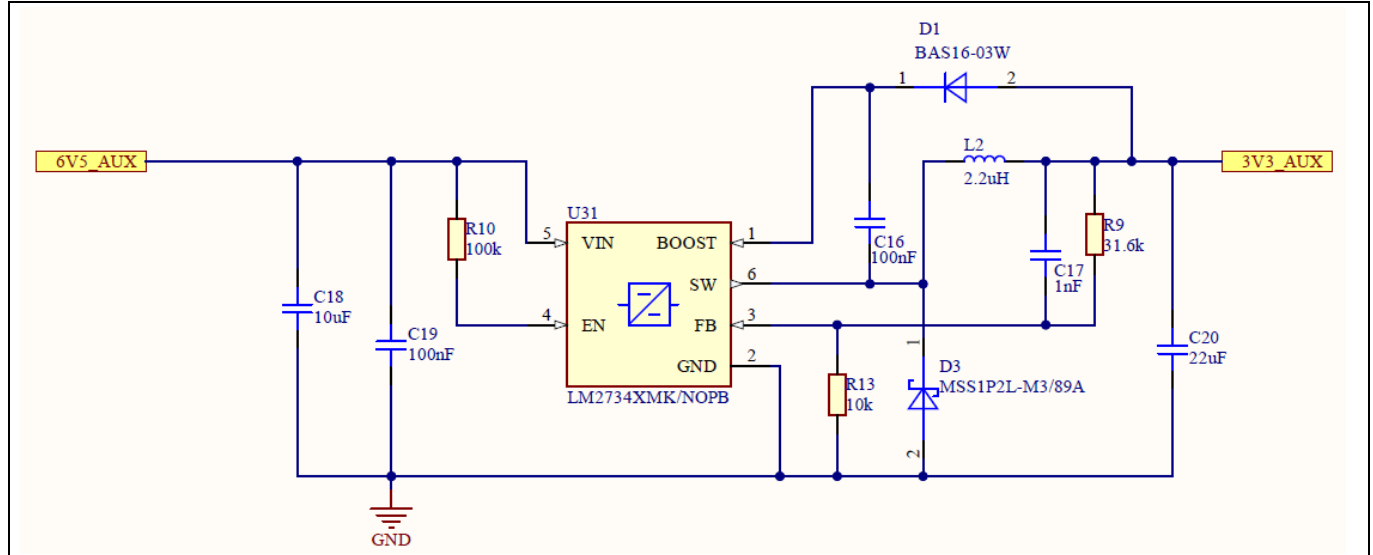 D1
BAS16-03W
1
2
6V5_AUX
L2
2.2uH
3V3_AUX
U31
R10
100k
5
VIN
BOOST
1
C16
100nF
R9
31.6k
C17
1nF
SW
6
C18
10uF
4
EN
FB
3
C19
100nF
GND
2
1
D3
MSS1P2L-M3/89A
C20
22uF
R13
10k
LM2734XMK/NOPB
2
GND